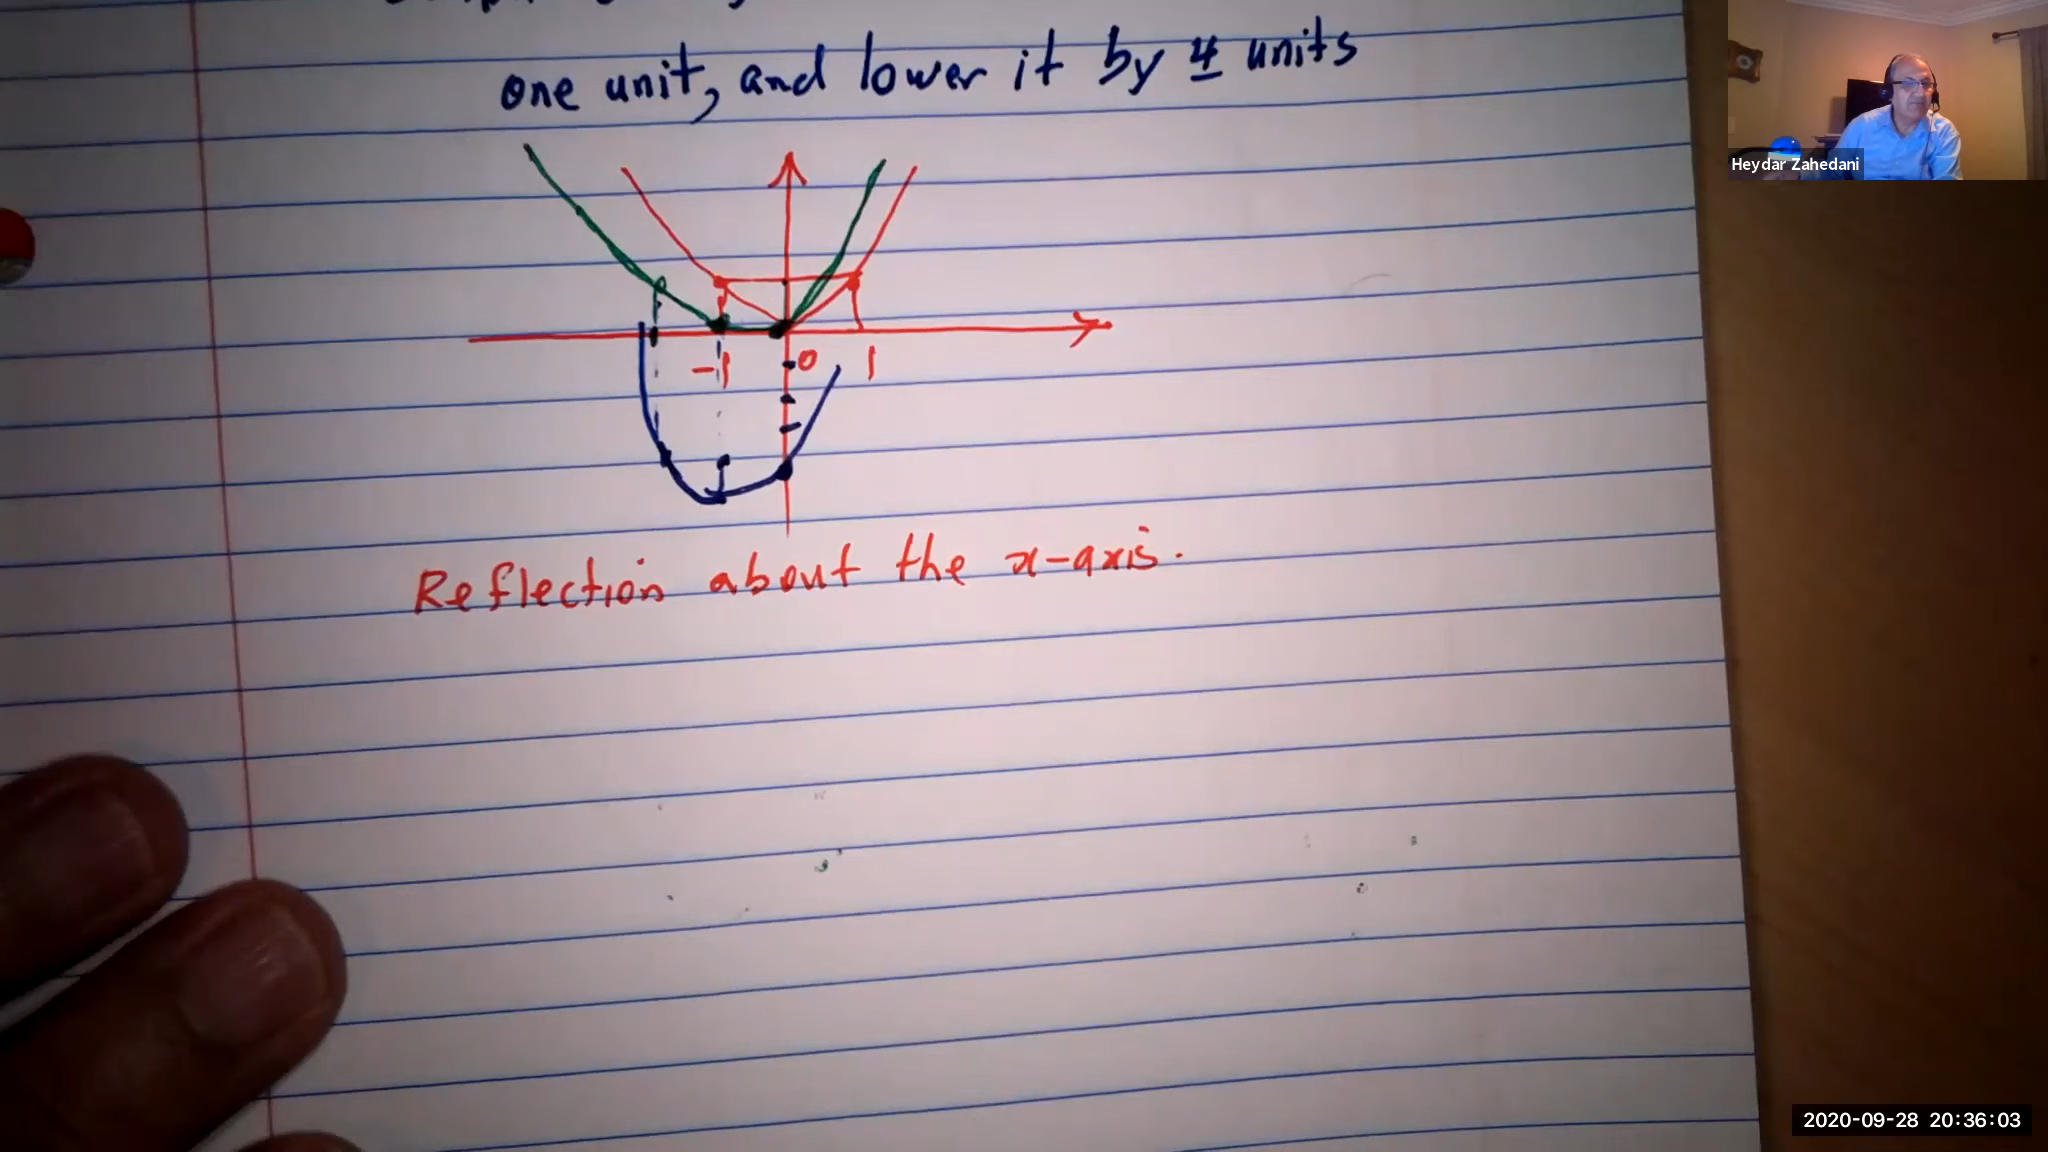 one unit, and lower it by 4 units
Heydar Zahedani
-1 0 1
Reflection about the x-axis.
2020-09-28 20:36:03